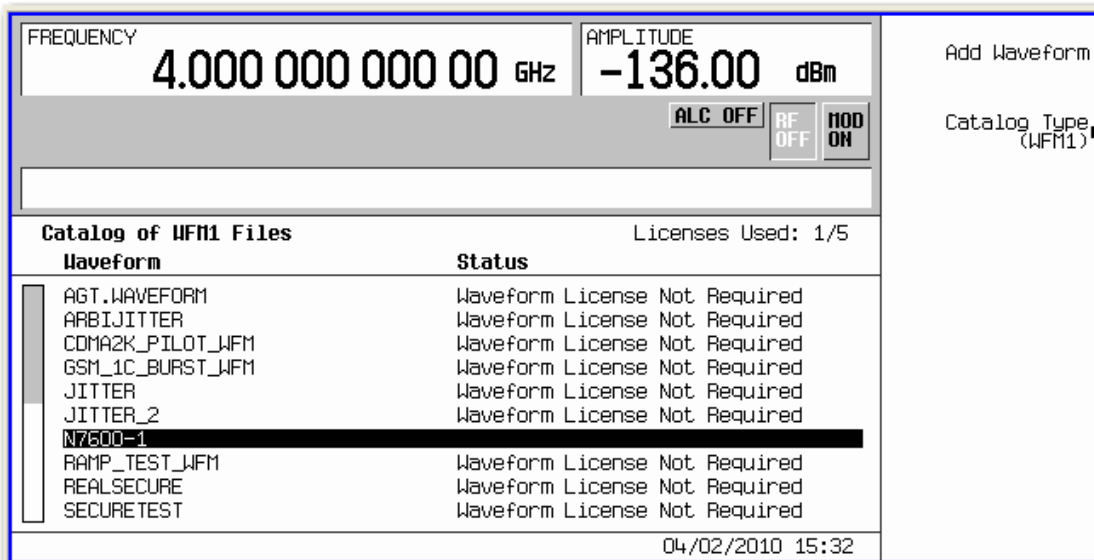 FREQUENCY
4.000 000 000 00 GHz
AMPLITUDE
-136.00 dBm
ALC OFF
RF OFF
MOD ON
Add Waveform
Catalog Type
(WFM1)
Catalog of WFM1 Files
Licenses Used: 1/5
Waveform Status
AGT.WAVEFORM Waveform License Not Required
ARBIJITTER Waveform License Not Required
CDMA2K_PILOT_WFM Waveform License Not Required
GSM_1C_BURST_WFM Waveform License Not Required
JITTER Waveform License Not Required
JITTER_2 Waveform License Not Required
N7600-1
RAMP_TEST_WFM Waveform License Not Required
REALSECURE Waveform License Not Required
SECURETEST Waveform License Not Required
04/02/2010 15:32